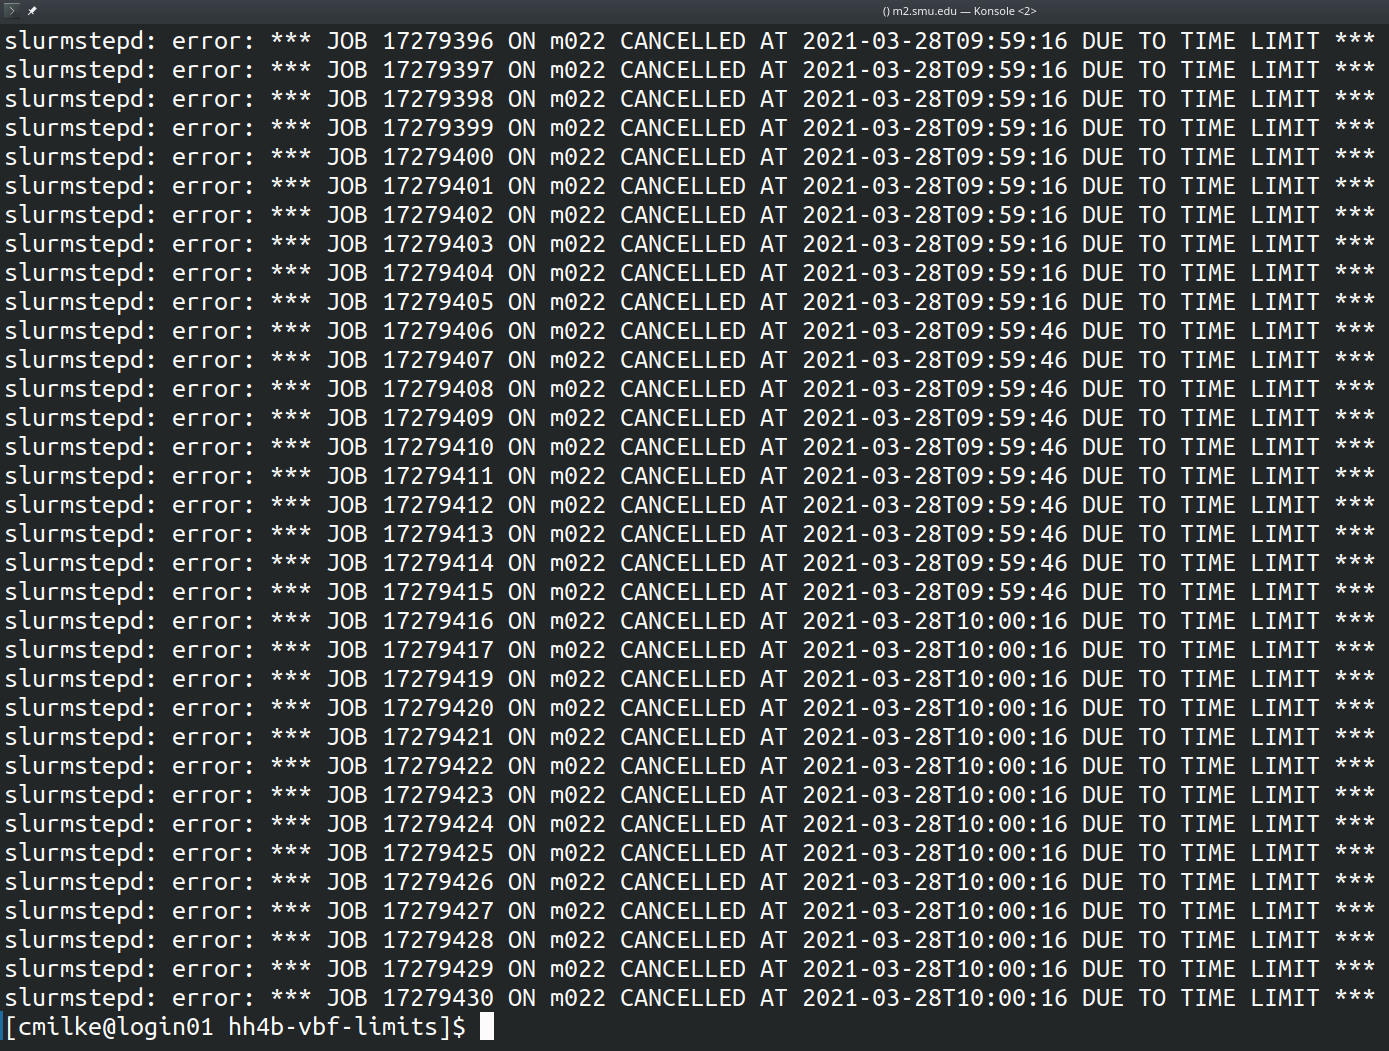 () m2.smu.edu — Konsole <2>
slurmstepd: error: *** JOB 17279396 ON m022 CANCELLED AT 2021-03-28T09:59:16 DUE TO TIME LIMIT ***
slurmstepd: error: *** JOB 17279397 ON m022 CANCELLED AT 2021-03-28T09:59:16 DUE TO TIME LIMIT ***
slurmstepd: error: *** JOB 17279398 ON m022 CANCELLED AT 2021-03-28T09:59:16 DUE TO TIME LIMIT ***
slurmstepd: error: *** JOB 17279399 ON m022 CANCELLED AT 2021-03-28T09:59:16 DUE TO TIME LIMIT ***
slurmstepd: error: *** JOB 17279400 ON m022 CANCELLED AT 2021-03-28T09:59:16 DUE TO TIME LIMIT ***
slurmstepd: error: *** JOB 17279401 ON m022 CANCELLED AT 2021-03-28T09:59:16 DUE TO TIME LIMIT ***
slurmstepd: error: *** JOB 17279402 ON m022 CANCELLED AT 2021-03-28T09:59:16 DUE TO TIME LIMIT ***
slurmstepd: error: *** JOB 17279403 ON m022 CANCELLED AT 2021-03-28T09:59:16 DUE TO TIME LIMIT ***
slurmstepd: error: *** JOB 17279404 ON m022 CANCELLED AT 2021-03-28T09:59:16 DUE TO TIME LIMIT ***
slurmstepd: error: *** JOB 17279405 ON m022 CANCELLED AT 2021-03-28T09:59:16 DUE TO TIME LIMIT ***
slurmstepd: error: *** JOB 17279406 ON m022 CANCELLED AT 2021-03-28T09:59:46 DUE TO TIME LIMIT ***
slurmstepd: error: *** JOB 17279407 ON m022 CANCELLED AT 2021-03-28T09:59:46 DUE TO TIME LIMIT ***
slurmstepd: error: *** JOB 17279408 ON m022 CANCELLED AT 2021-03-28T09:59:46 DUE TO TIME LIMIT ***
slurmstepd: error: *** JOB 17279409 ON m022 CANCELLED AT 2021-03-28T09:59:46 DUE TO TIME LIMIT ***
slurmstepd: error: *** JOB 17279410 ON m022 CANCELLED AT 2021-03-28T09:59:46 DUE TO TIME LIMIT ***
slurmstepd: error: *** JOB 17279411 ON m022 CANCELLED AT 2021-03-28T09:59:46 DUE TO TIME LIMIT ***
slurmstepd: error: *** JOB 17279412 ON m022 CANCELLED AT 2021-03-28T09:59:46 DUE TO TIME LIMIT ***
slurmstepd: error: *** JOB 17279413 ON m022 CANCELLED AT 2021-03-28T09:59:46 DUE TO TIME LIMIT ***
slurmstepd: error: *** JOB 17279414 ON m022 CANCELLED AT 2021-03-28T09:59:46 DUE TO TIME LIMIT ***
slurmstepd: error: *** JOB 17279415 ON m022 CANCELLED AT 2021-03-28T09:59:46 DUE TO TIME LIMIT ***
slurmstepd: error: *** JOB 17279416 ON m022 CANCELLED AT 2021-03-28T10:00:16 DUE TO TIME LIMIT ***
slurmstepd: error: *** JOB 17279417 ON m022 CANCELLED AT 2021-03-28T10:00:16 DUE TO TIME LIMIT ***
slurmstepd: error: *** JOB 17279419 ON m022 CANCELLED AT 2021-03-28T10:00:16 DUE TO TIME LIMIT ***
slurmstepd: error: *** JOB 17279420 ON m022 CANCELLED AT 2021-03-28T10:00:16 DUE TO TIME LIMIT ***
slurmstepd: error: *** JOB 17279421 ON m022 CANCELLED AT 2021-03-28T10:00:16 DUE TO TIME LIMIT ***
slurmstepd: error: *** JOB 17279422 ON m022 CANCELLED AT 2021-03-28T10:00:16 DUE TO TIME LIMIT ***
slurmstepd: error: *** JOB 17279423 ON m022 CANCELLED AT 2021-03-28T10:00:16 DUE TO TIME LIMIT ***
slurmstepd: error: *** JOB 17279424 ON m022 CANCELLED AT 2021-03-28T10:00:16 DUE TO TIME LIMIT ***
slurmstepd: error: *** JOB 17279425 ON m022 CANCELLED AT 2021-03-28T10:00:16 DUE TO TIME LIMIT ***
slurmstepd: error: *** JOB 17279426 ON m022 CANCELLED AT 2021-03-28T10:00:16 DUE TO TIME LIMIT ***
slurmstepd: error: *** JOB 17279427 ON m022 CANCELLED AT 2021-03-28T10:00:16 DUE TO TIME LIMIT ***
slurmstepd: error: *** JOB 17279428 ON m022 CANCELLED AT 2021-03-28T10:00:16 DUE TO TIME LIMIT ***
slurmstepd: error: *** JOB 17279429 ON m022 CANCELLED AT 2021-03-28T10:00:16 DUE TO TIME LIMIT ***
slurmstepd: error: *** JOB 17279430 ON m022 CANCELLED AT 2021-03-28T10:00:16 DUE TO TIME LIMIT ***
[cmilke@login01 hh4b-vbf-limits]$